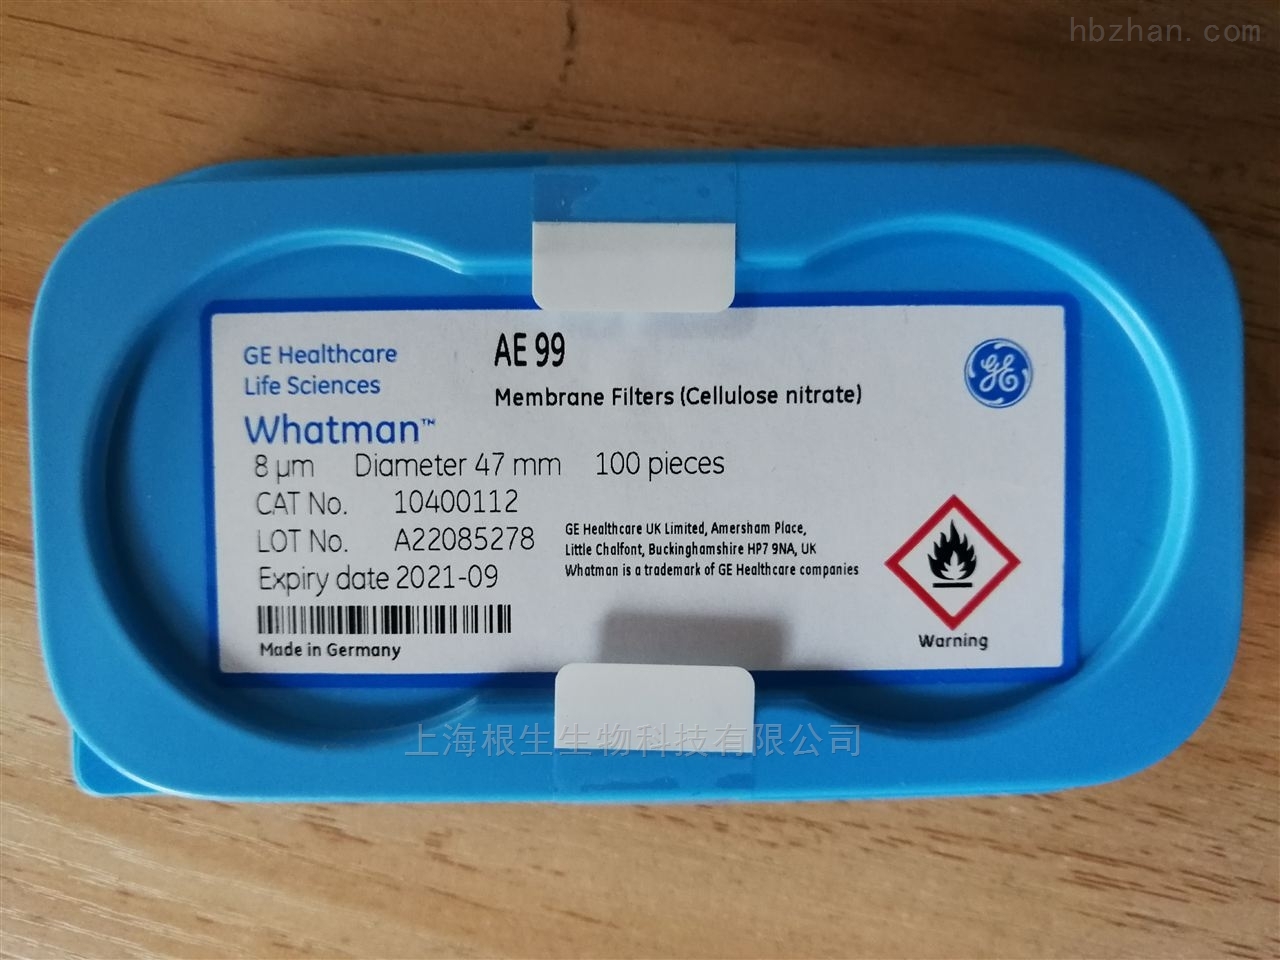 hbzhan.com
GE Healthcare
Life Sciences
Whatman™
AE 99
Membrane Filters (Cellulose nitrate)
GE
8 µm Diameter 47 mm 100 pieces
CAT No. 10400112
LOT No. A22085278
Expiry date 2021-09
Made in Germany
GE Healthcare UK Limited, Amersham Place,
Little Chalfont, Buckinghamshire HP7 9NA, UK
Whatman is a trademark of GE Healthcare companies
Warning
上海根生生物科技有限公司